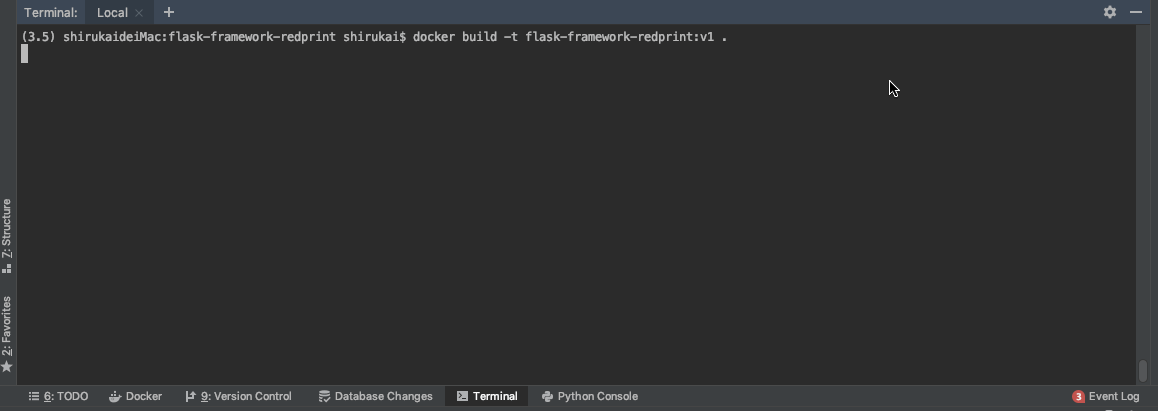 Terminal: Local × +
(3.5) shirukaideiMac:flask-framework-redprint shirukai$ docker build -t flask-framework-redprint:v1 .
Z: Structure
2: Favorites
6: TODO Docker 9: Version Control Database Changes Terminal Python Console 3 Event Log